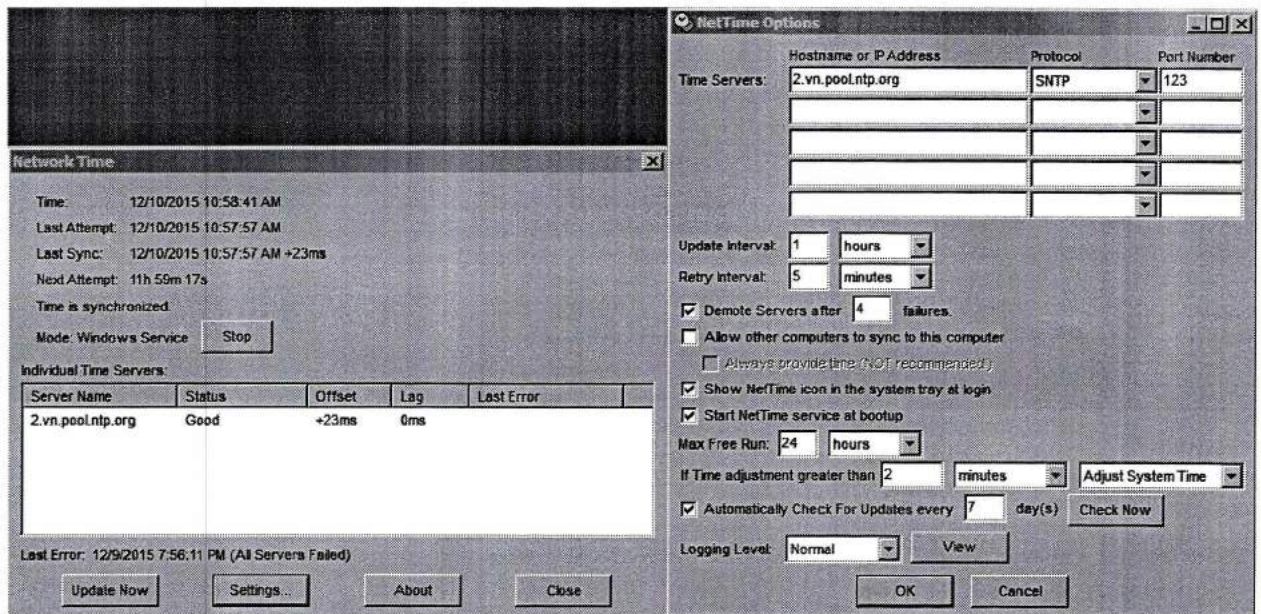 Network Time
Time: 12/10/2015 10:58:41 AM
Last Attempt: 12/10/2015 10:57:57 AM
Last Sync: 12/10/2015 10:57:57 AM +23ms
Next Attempt: 11h 59m 17s
Time is synchronized.
Mode: Windows Service Stop
Individual Time Servers:
Server Name Status Offset Lag Last Error
2.vn.pool.ntp.org Good +23ms 0ms
Last Error: 12/9/2015 7:56:11 PM (All Servers Failed)
Update Now Settings... About Close
NetTime Options
Hostname or IP Address Protocol Port Number
Time Servers: 2.vn.pool.ntp.org SNTP 123
Update Interval: 1 hours
Retry Interval: 5 minutes
Demote Servers after 4 failures.
Allow other computers to sync to this computer
Always provide time (NOT recommended!)
Show NetTime icon in the system tray at login
Start NetTime service at bootup
Max Free Run: 24 hours
If Time adjustment greater than 2 minutes Adjust System Time
Automatically Check For Updates every 7 day(s) Check Now
Logging Level: Normal View
OK Cancel